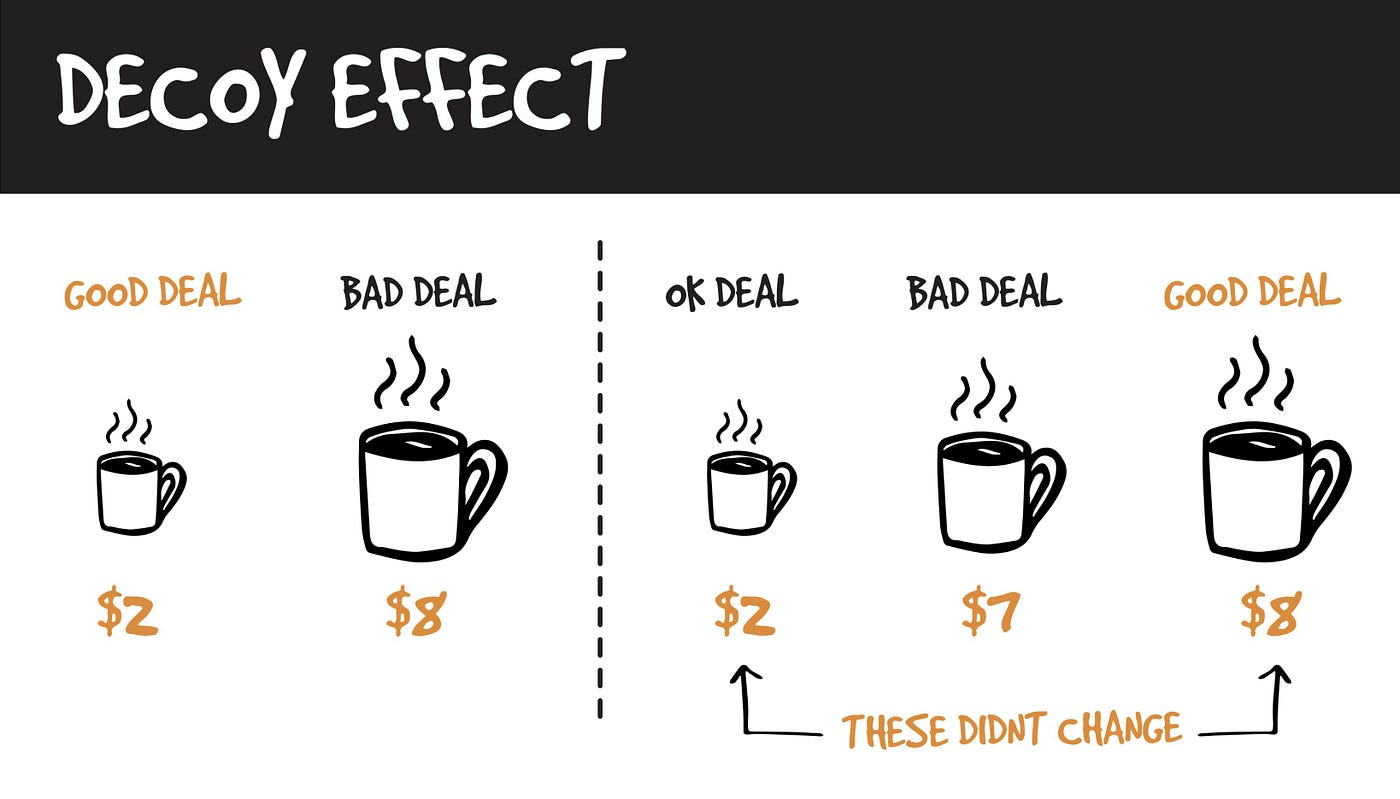 DECOY EFFECT
GOOD DEAL
BAD DEAL
$2
$8
OK DEAL
BAD DEAL
GOOD DEAL
$2
$7
$8
THESE DIDNT CHANGE